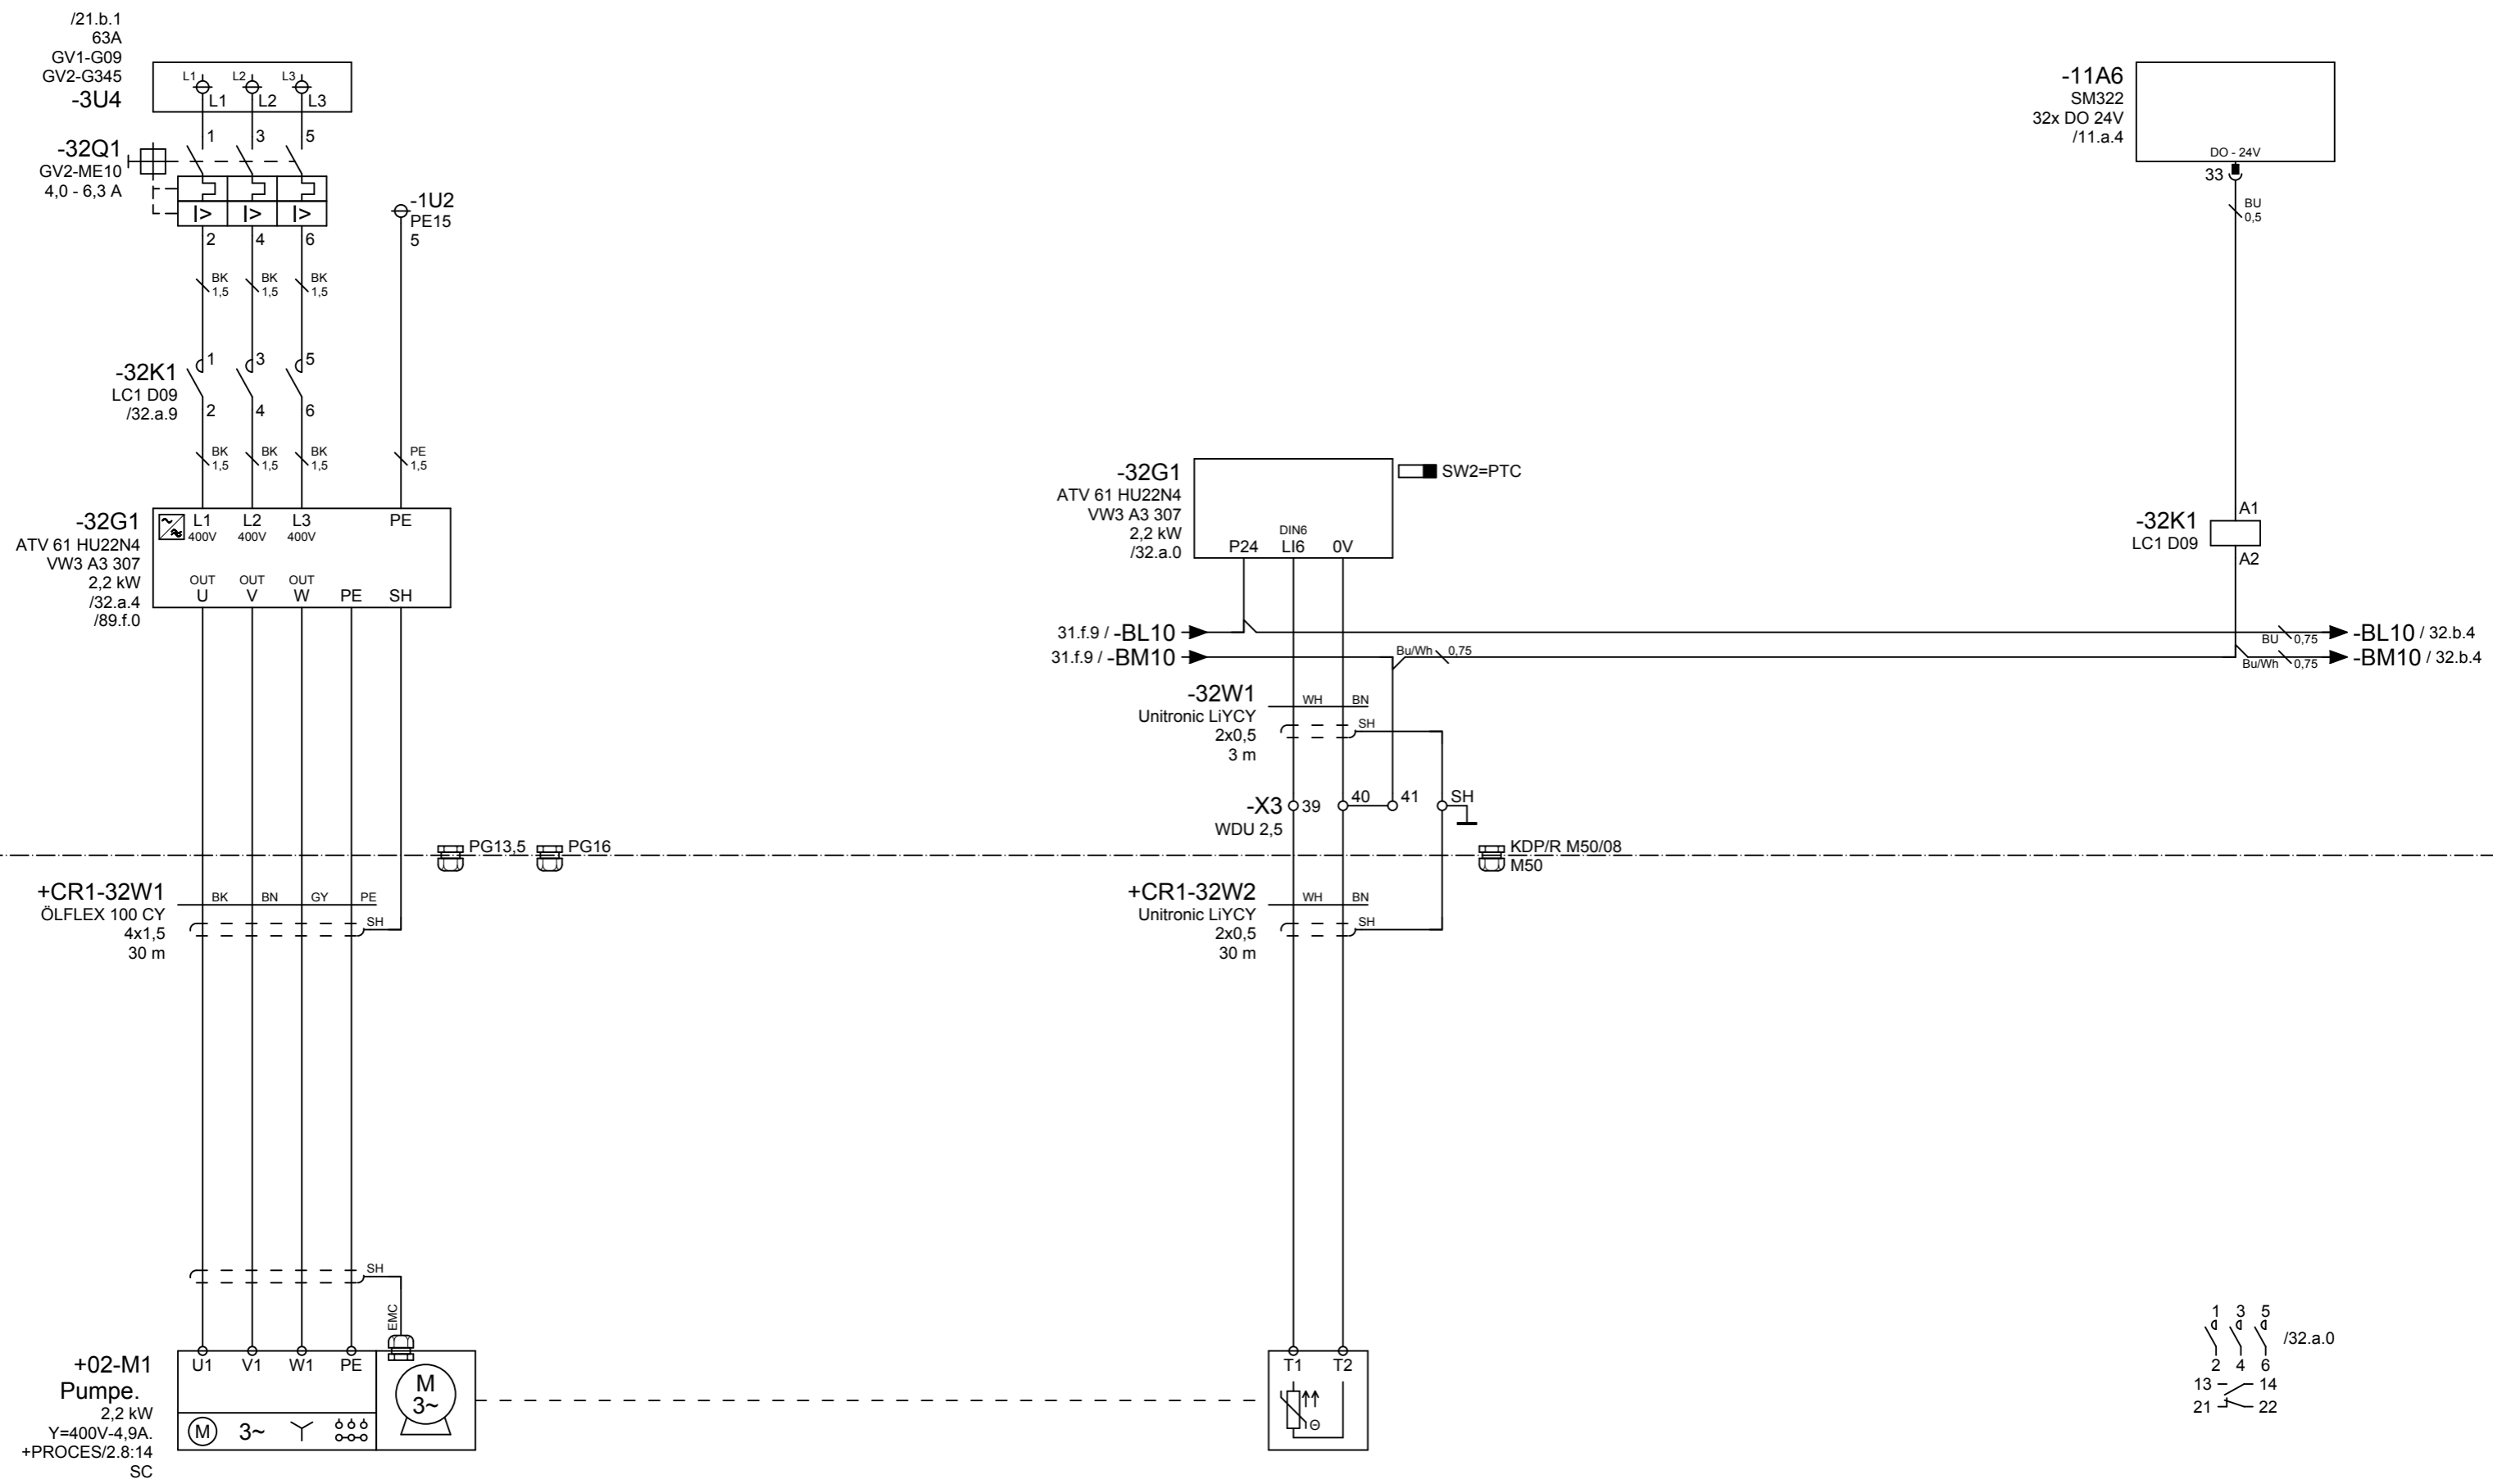 /21.b.1
63A
GV1-G09
GV2-G345
-3U4
L1 L2 L3
L1 L2 L3
1 3 5
-32Q1
GV2-ME10
4,0 - 6,3 A
I> I> I>
2 4 6
-1U2
PE15
5
BK BK BK
1,5 1,5 1,5
1 3 5
-32K1
LC1 D09
/32.a.9
2 4 6
BK BK BK PE
1,5 1,5 1,5 1,5
-32G1
ATV 61 HU22N4
VW3 A3 307
2,2 kW
/32.a.4
/89.f.0
L1 L2 L3 PE
400V 400V 400V
OUT OUT OUT
U V W PE SH
PG13,5 PG16
+CR1-32W1
ÖLFLEX 100 CY
4x1,5
30 m
BK BN GY PE
SH
SH
EMC
+02-M1
Pumpe.
2,2 kW
Y=400V-4,9A.
+PROCES/2.8:14
SC
U1 V1 W1 PE
M 3~
M
3~
-32G1
ATV 61 HU22N4
VW3 A3 307
2,2 kW
/32.a.0
SW2=PTC
DIN6
P24 LI6 0V
31.f.9 / -BL10
31.f.9 / -BM10
Bu/Wh 0,75
-32W1
Unitronic LiYCY
2x0,5
3 m
WH BN
SH
-X3
WDU 2,5
39 40 41 SH
KDP/R M50/08
M50
+CR1-32W2
Unitronic LiYCY
2x0,5
30 m
WH BN
SH
T1 T2
Θ
-11A6
SM322
32x DO 24V
/11.a.4
DO - 24V
33
BU
0,5
-32K1
LC1 D09
A1
A2
BU 0,75
-BL10 / 32.b.4
Bu/Wh 0,75
-BM10 / 32.b.4
1 3 5
/32.a.0
2 4 6
13 14
21 22